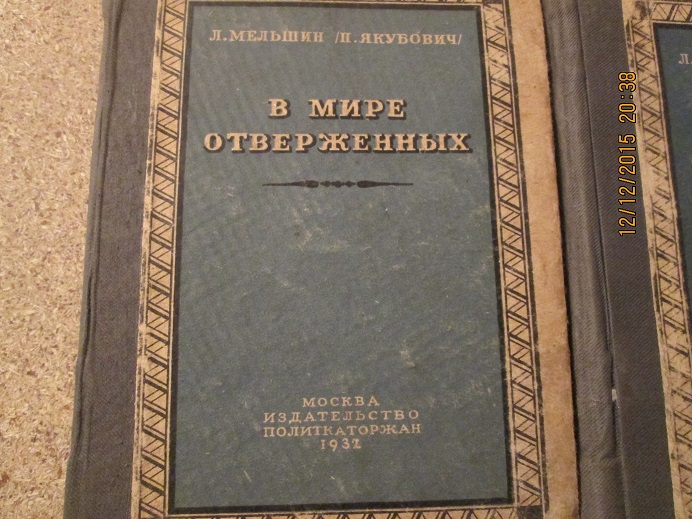 Л. МЕЛЬШИН /П. ЯКУБОВИЧ/
В МИРЕ
ОТВЕРЖЕННЫХ
МОСКВА
ИЗДАТЕЛЬСТВО
ПОЛИТКАТОРЖАН
1932
Л.
12/12/2015 20:38